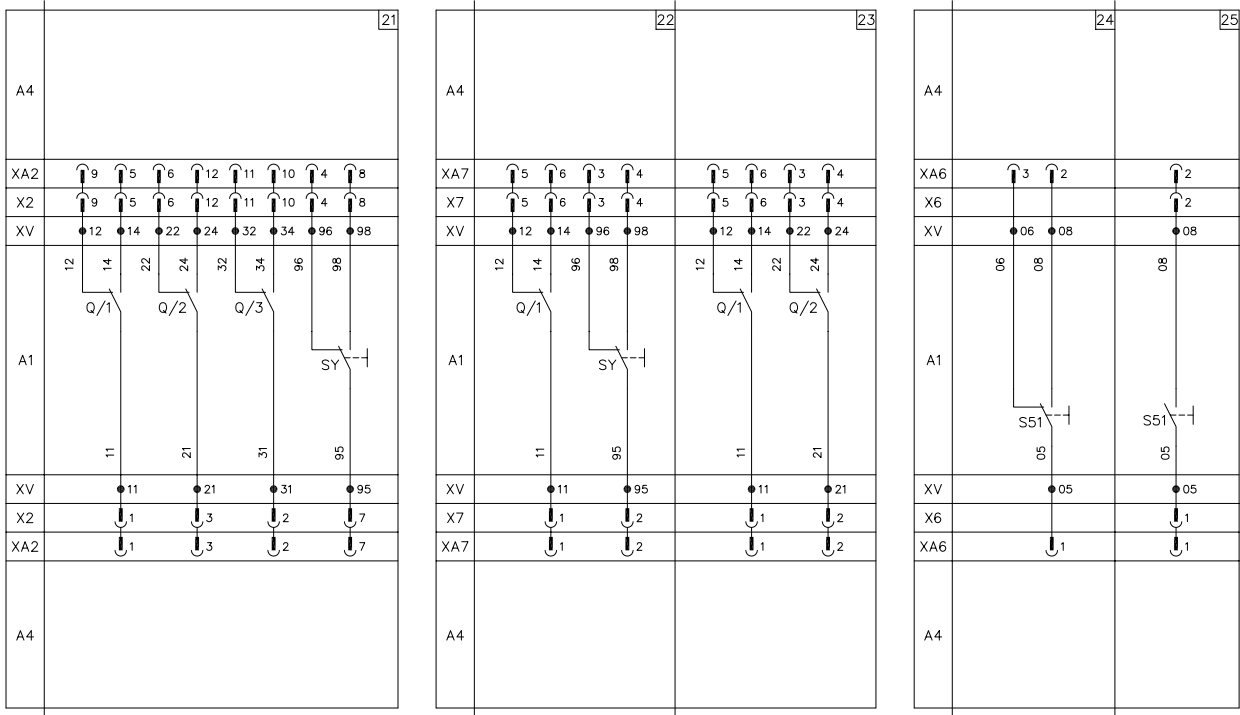 21
22
23
24
25
A4
A4
A4
XA2 9 5 6 12 11 10 4 8
XA7 5 6 3 4 5 6 3 4
XA6 3 2 2
X2 9 5 6 12 11 10 4 8
X7 5 6 3 4 5 6 3 4
X6 2
XV 12 14 22 24 32 34 96 98
XV 12 14 96 98 12 14 22 24
XV 06 08 08
12 14 22 24 32 34 96 98
12 14 96 98 12 14 22 24
06 08 08
Q/1 Q/2 Q/3
Q/1 Q/1 Q/2
A1 SY
A1 SY
A1
S51 S51
11 21 31 95
11 95 11 21
05 05
XV 11 21 31 95
XV 11 95 11 21
XV 05 05
X2 1 3 2 7
X7 1 2 1 2
X6 1
XA2 1 3 2 7
XA7 1 2 1 2
XA6 1 1
A4
A4
A4